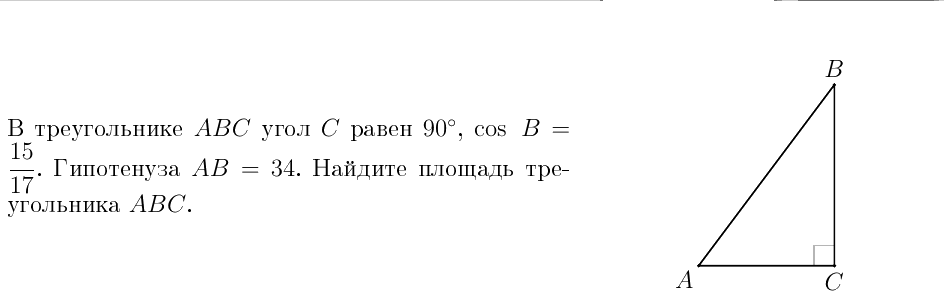 В треугольнике ABC угол C равен 90°, cos B =
15/17. Гипотенуза AB = 34. Найдите площадь тре-
угольника ABC.
B
A
C